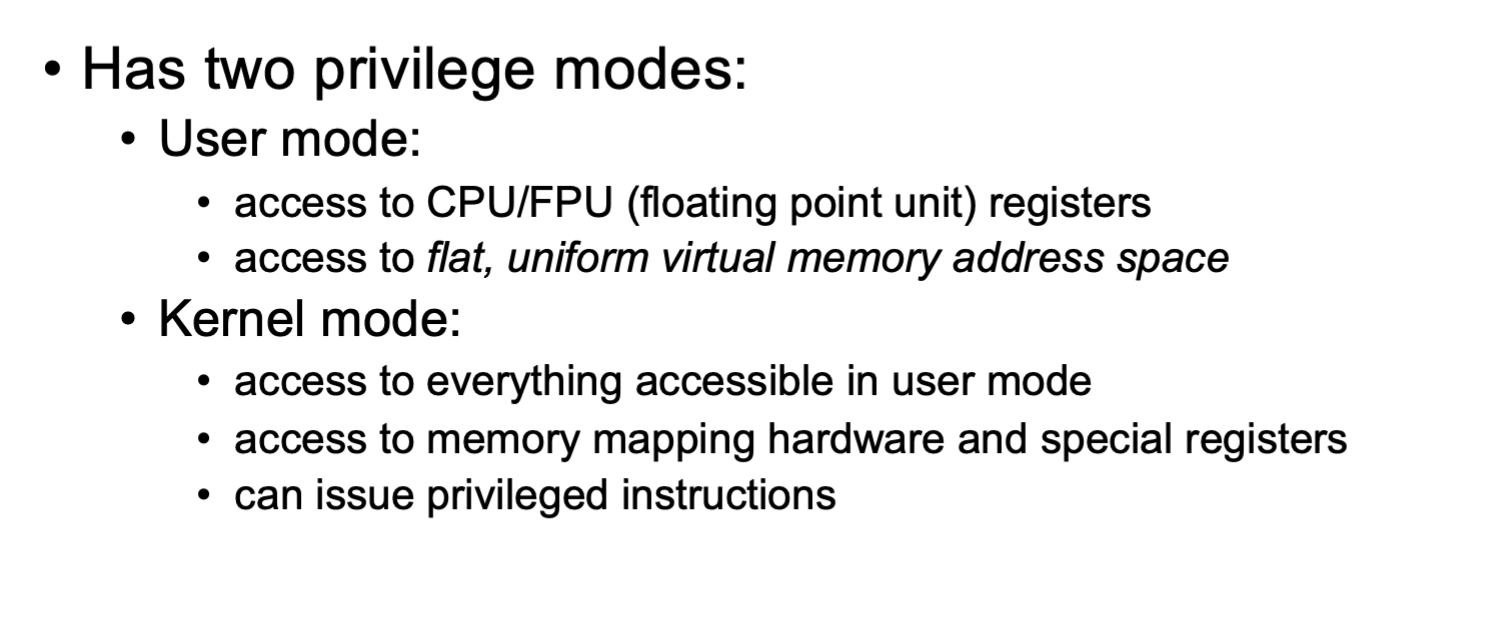 • Has two privilege modes:
• User mode:
• access to CPU/FPU (floating point unit) registers
• access to flat, uniform virtual memory address space
• Kernel mode:
• access to everything accessible in user mode
• access to memory mapping hardware and special registers
• can issue privileged instructions